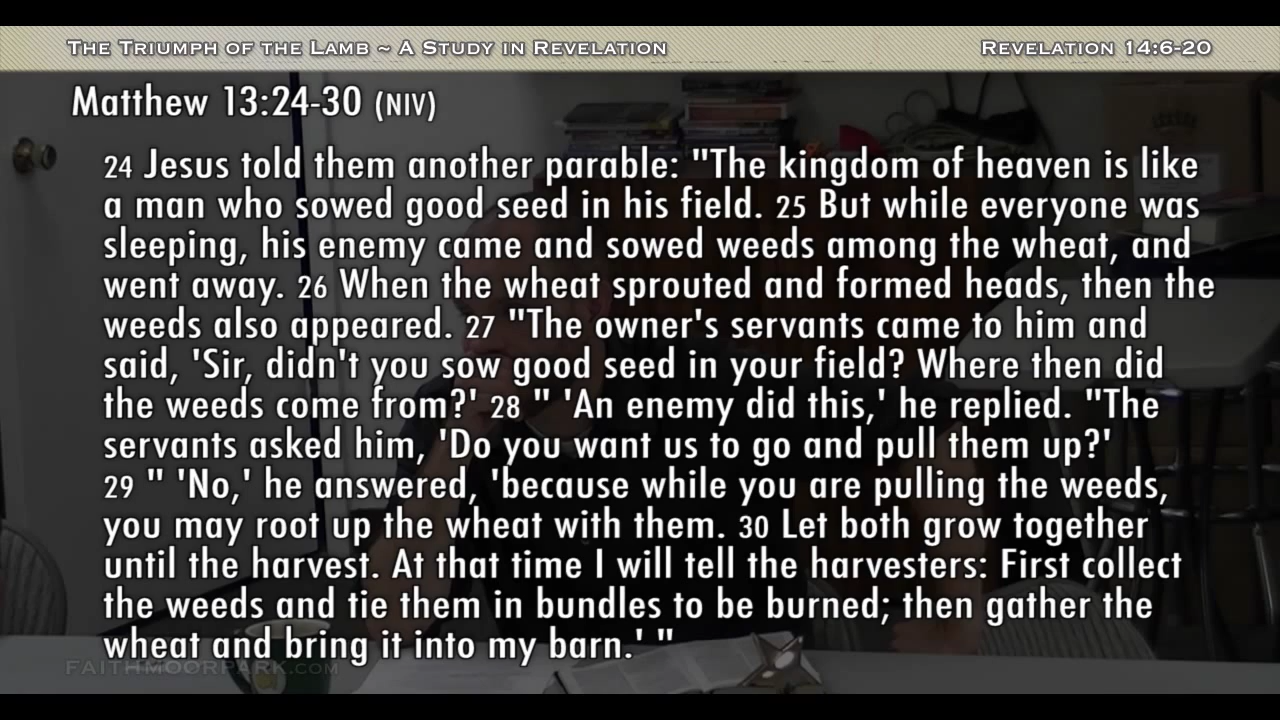 THE TRIUMPH OF THE LAMB ~ A STUDY IN REVELATION
REVELATION 14:6-20
Matthew 13:24-30 (NIV)
24 Jesus told them another parable: "The kingdom of heaven is like
a man who sowed good seed in his field. 25 But while everyone was
sleeping, his enemy came and sowed weeds among the wheat, and
went away. 26 When the wheat sprouted and formed heads, then the
weeds also appeared. 27 "The owner's servants came to him and
said, 'Sir, didn't you sow good seed in your field? Where then did
the weeds come from?' 28 " 'An enemy did this,' he replied. "The
servants asked him, 'Do you want us to go and pull them up?'
29 " 'No,' he answered, 'because while you are pulling the weeds,
you may root up the wheat with them. 30 Let both grow together
until the harvest. At that time I will tell the harvesters: First collect
the weeds and tie them in bundles to be burned; then gather the
wheat and bring it into my barn.' "
FAITHMOORPARK.COM